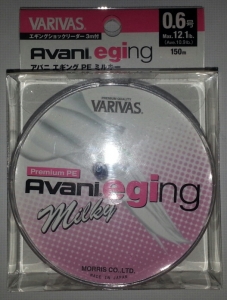 VARIVAS®
エギングショックリーダー3m付
0.6号
Max.12.1lb.
150m
Avani eging
アバニ エギング PE ミルキー
VARIVAS®
Premium PE
Avani eging
Milky
MORRIS CO.,LTD.
MADE IN JAPAN